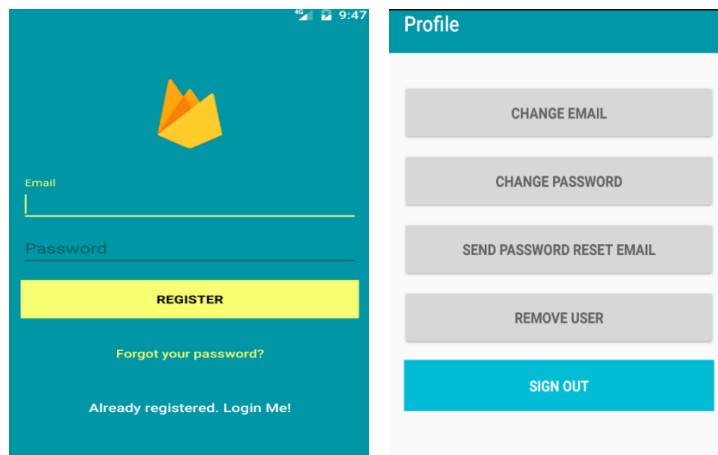 4G 9:47
Email
Password
REGISTER
Forgot your password?
Already registered. Login Me!
Profile
CHANGE EMAIL
CHANGE PASSWORD
SEND PASSWORD RESET EMAIL
REMOVE USER
SIGN OUT